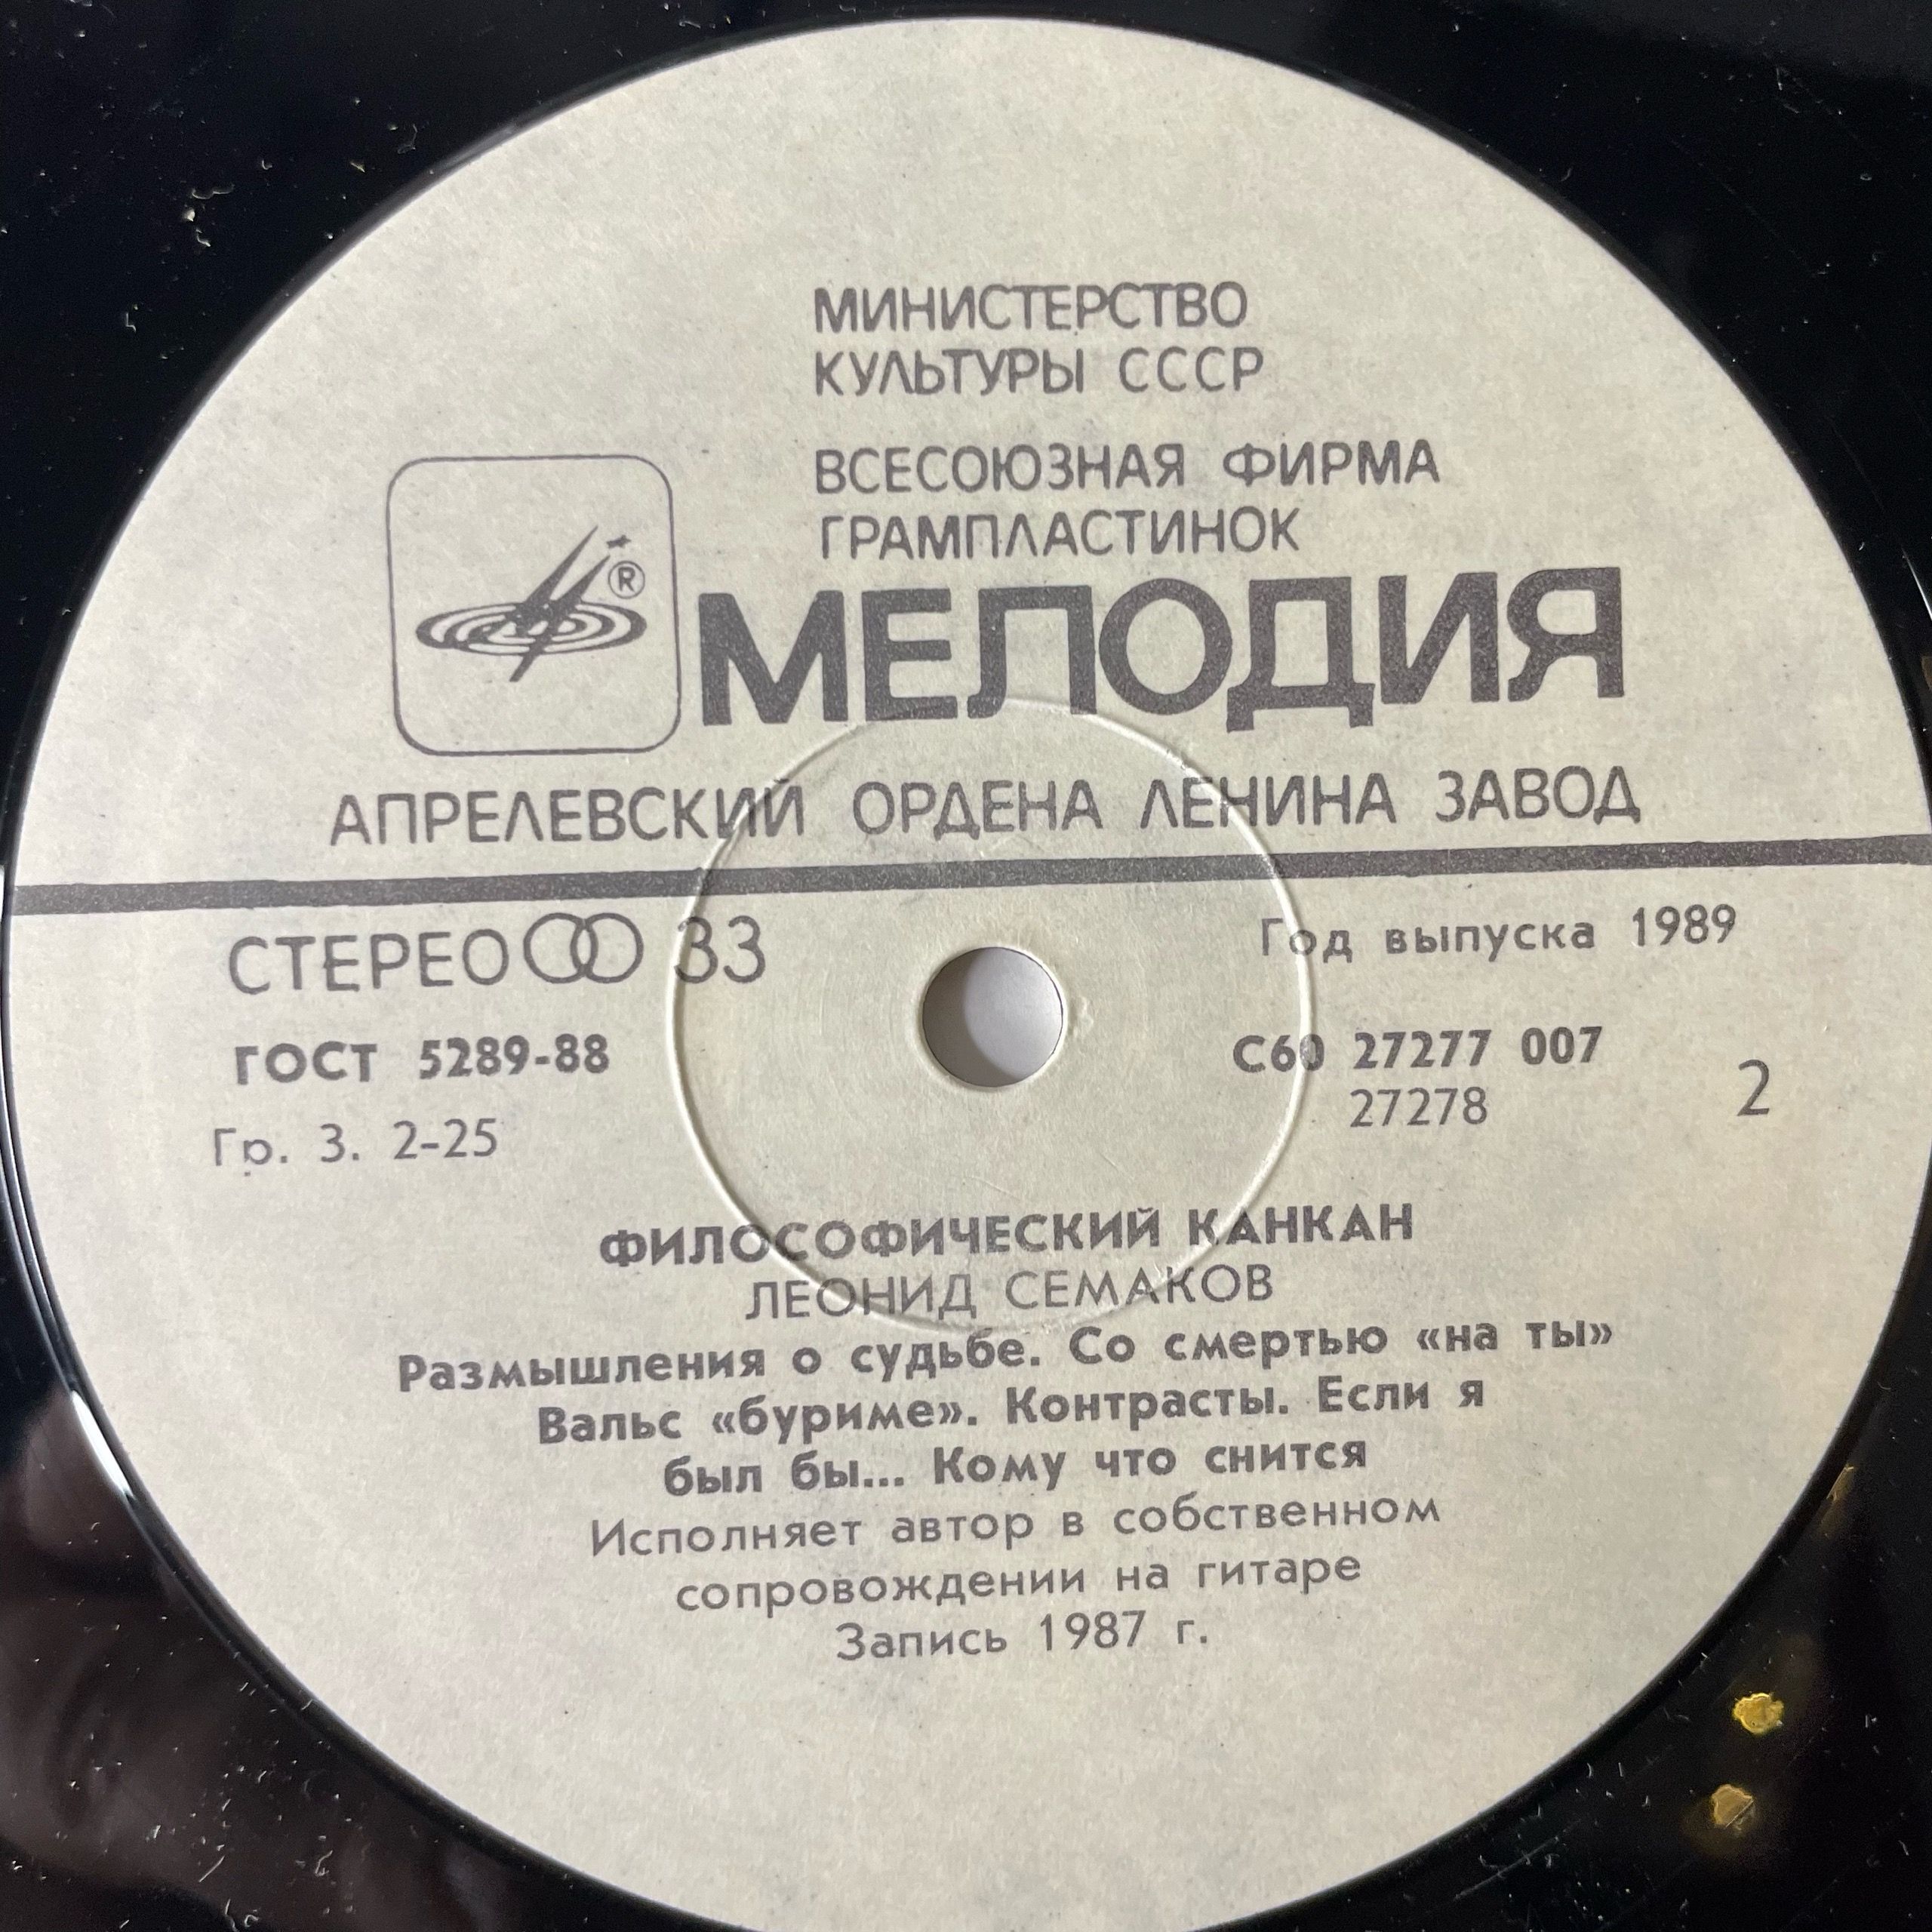 МИНИСТЕРСТВО
КУЛЬТУРЫ СССР
ВСЕСОЮЗНАЯ ФИРМА
ГРАМПЛАСТИНОК
®
МЕЛОДИЯ
АПРЕЛЕВСКИЙ ОРДЕНА ЛЕНИНА ЗАВОД
СТЕРЕО 33
Год выпуска 1989
ГОСТ 5289-88
С60 27277 007
27278
2
Гр. 3. 2-25
ФИЛОСОФИЧЕСКИЙ КАНКАН
ЛЕОНИД СЕМАКОВ
Размышления о судьбе. Со смертью «на ты»
Вальс «буриме». Контрасты. Если я
был бы... Кому что снится
Исполняет автор в собственном
сопровождении на гитаре
Запись 1987 г.